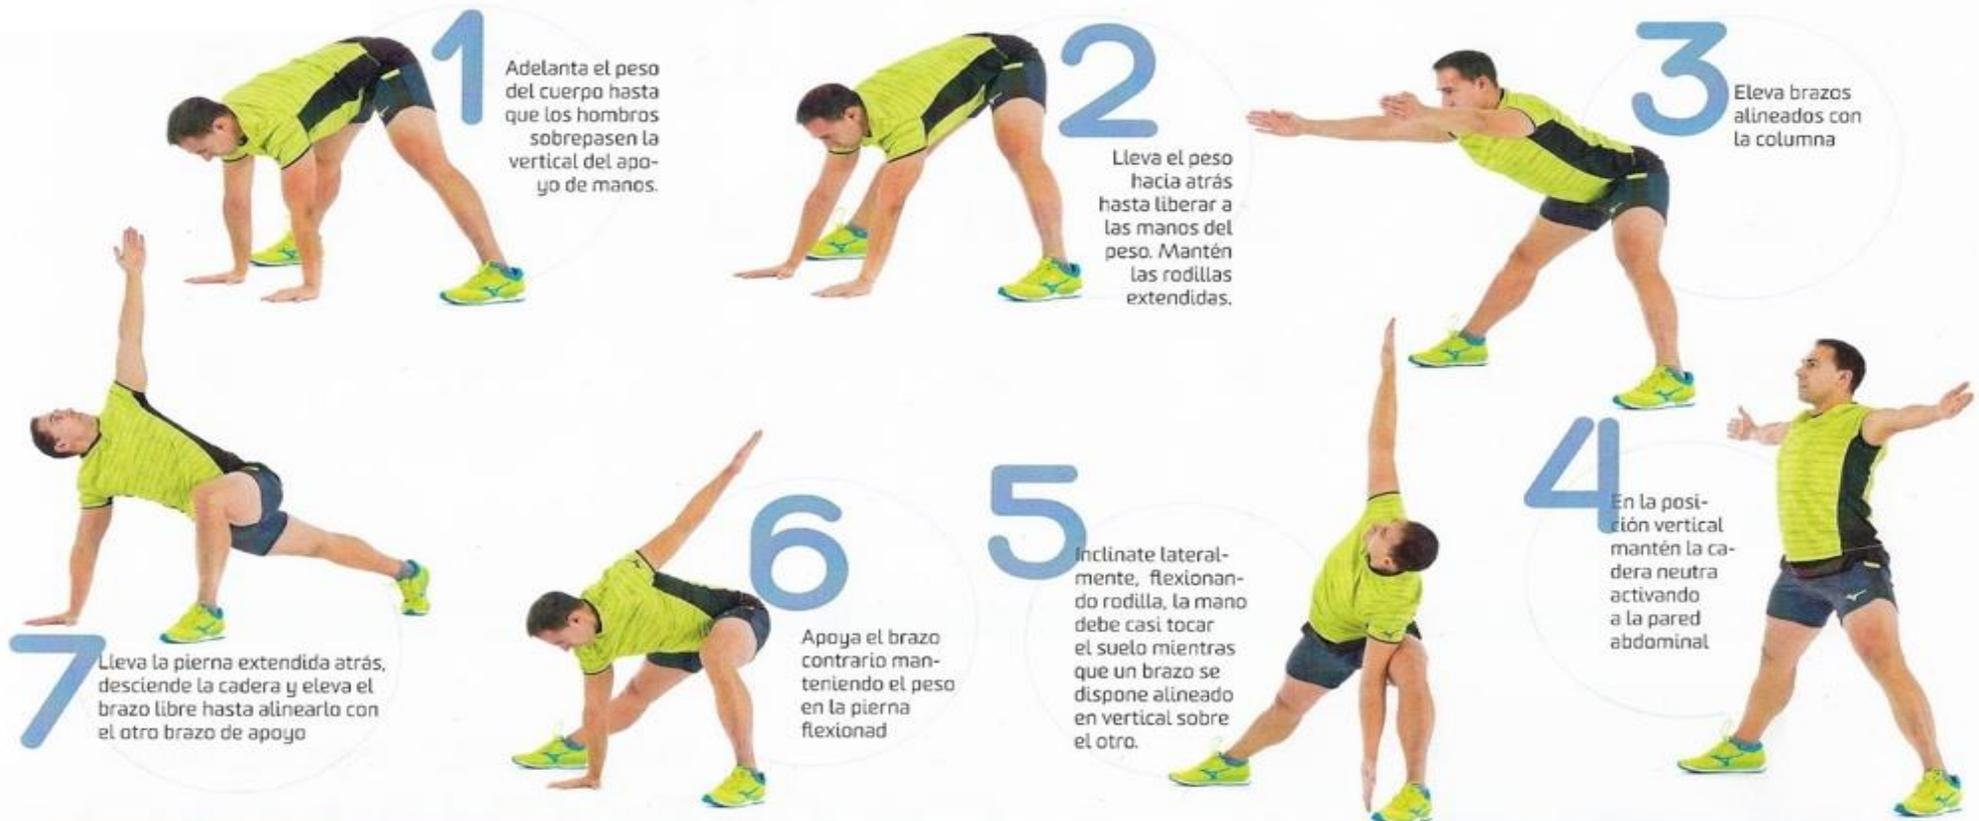 1
Adelanta el peso
del cuerpo hasta
que los hombros
sobrepasen la
vertical del apo-
yo de manos.
2
Lleva el peso
hacia atrás
hasta liberar a
las manos del
peso. Mantén
las rodillas
extendidas.
3
Eleva brazos
alineados con
la columna
4
En la posi-
ción vertical
mantén la ca-
dera neutra
activando
a la pared
abdominal
5
Inclinate lateral-
mente, flexionan-
do rodilla, la mano
debe casi tocar
el suelo mientras
que un brazo se
dispone alineado
en vertical sobre
el otro.
6
Apoya el brazo
contrario man-
teniendo el peso
en la pierna
flexionad
7
Lleva la pierna extendida atrás,
desciende la cadera y eleva el
brazo libre hasta alinearlo con
el otro brazo de apoyo